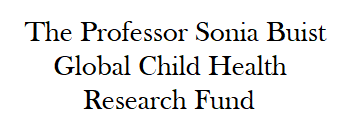 The Professor Sonia Buist
Global Child Health
Research Fund